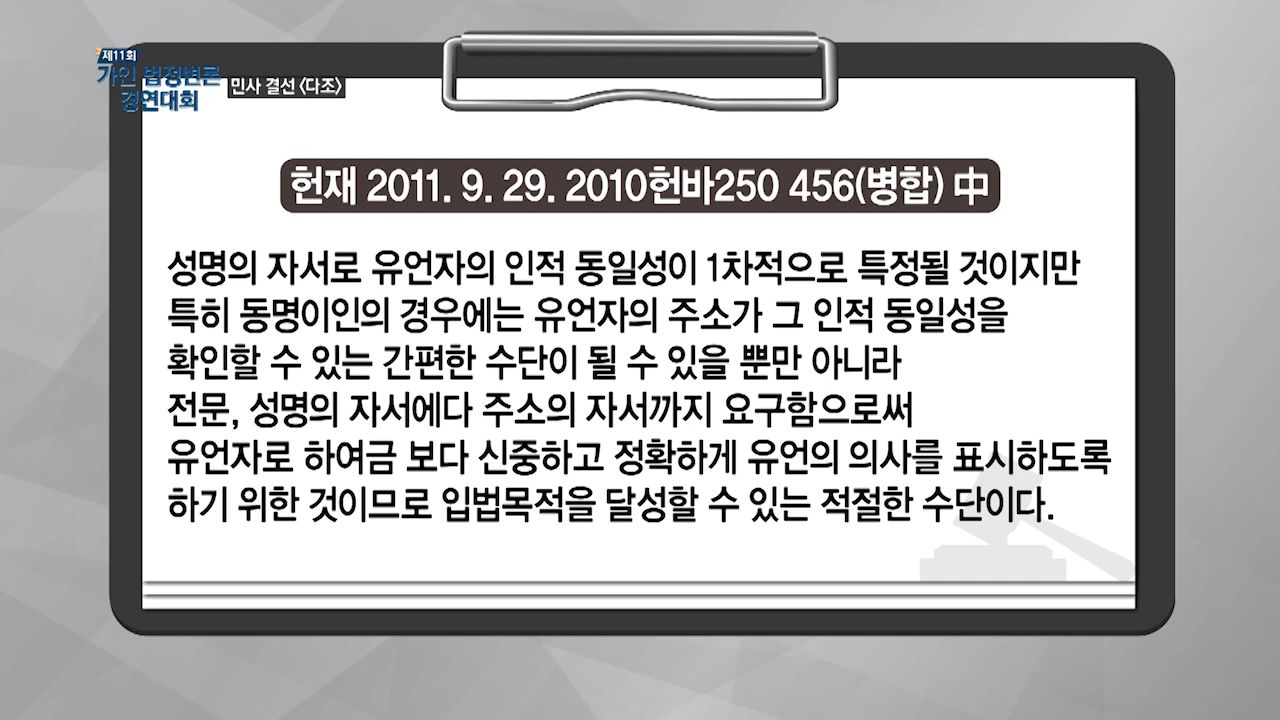 제11회
가인 법정변론
경연대회
민사 결선 <다조>
헌재 2011. 9. 29. 2010헌바250 456(병합) 中
성명의 자서로 유언자의 인적 동일성이 1차적으로 특정될 것이지만
특히 동명이인의 경우에는 유언자의 주소가 그 인적 동일성을
확인할 수 있는 간편한 수단이 될 수 있을 뿐만 아니라
전문, 성명의 자서에다 주소의 자서까지 요구함으로써
유언자로 하여금 보다 신중하고 정확하게 유언의 의사를 표시하도록
하기 위한 것이므로 입법목적을 달성할 수 있는 적절한 수단이다.